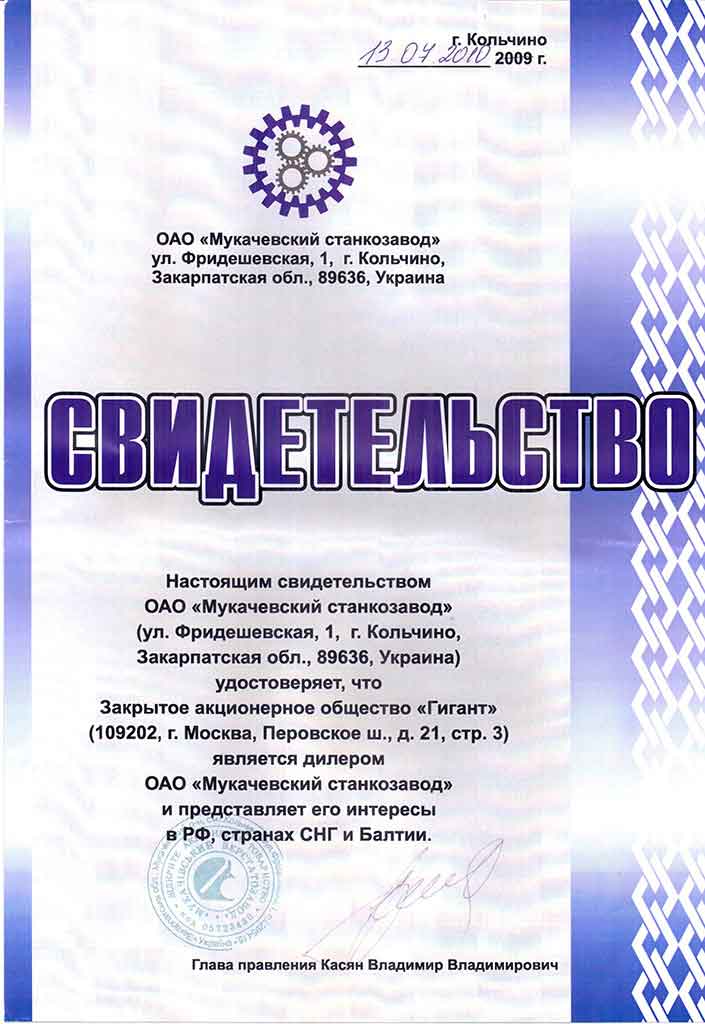 г. Кольчино
13.04.2010 2009 г.
ОАО «Мукачевский станкозавод»
ул. Фридешевская, 1, г. Кольчино,
Закарпатская обл., 89636, Украина
СВИДЕТЕЛЬСТВО
Настоящим свидетельством
ОАО «Мукачевский станкозавод»
(ул. Фридешевская, 1, г. Кольчино,
Закарпатская обл., 89636, Украина)
удостоверяет, что
Закрытое акционерное общество «Гигант»
(109202, г. Москва, Перовское ш., д. 21, стр. 3)
является дилером
ОАО «Мукачевский станкозавод»
и представляет его интересы
в РФ, странах СНГ и Балтии.
Глава правления Касян Владимир Владимирович